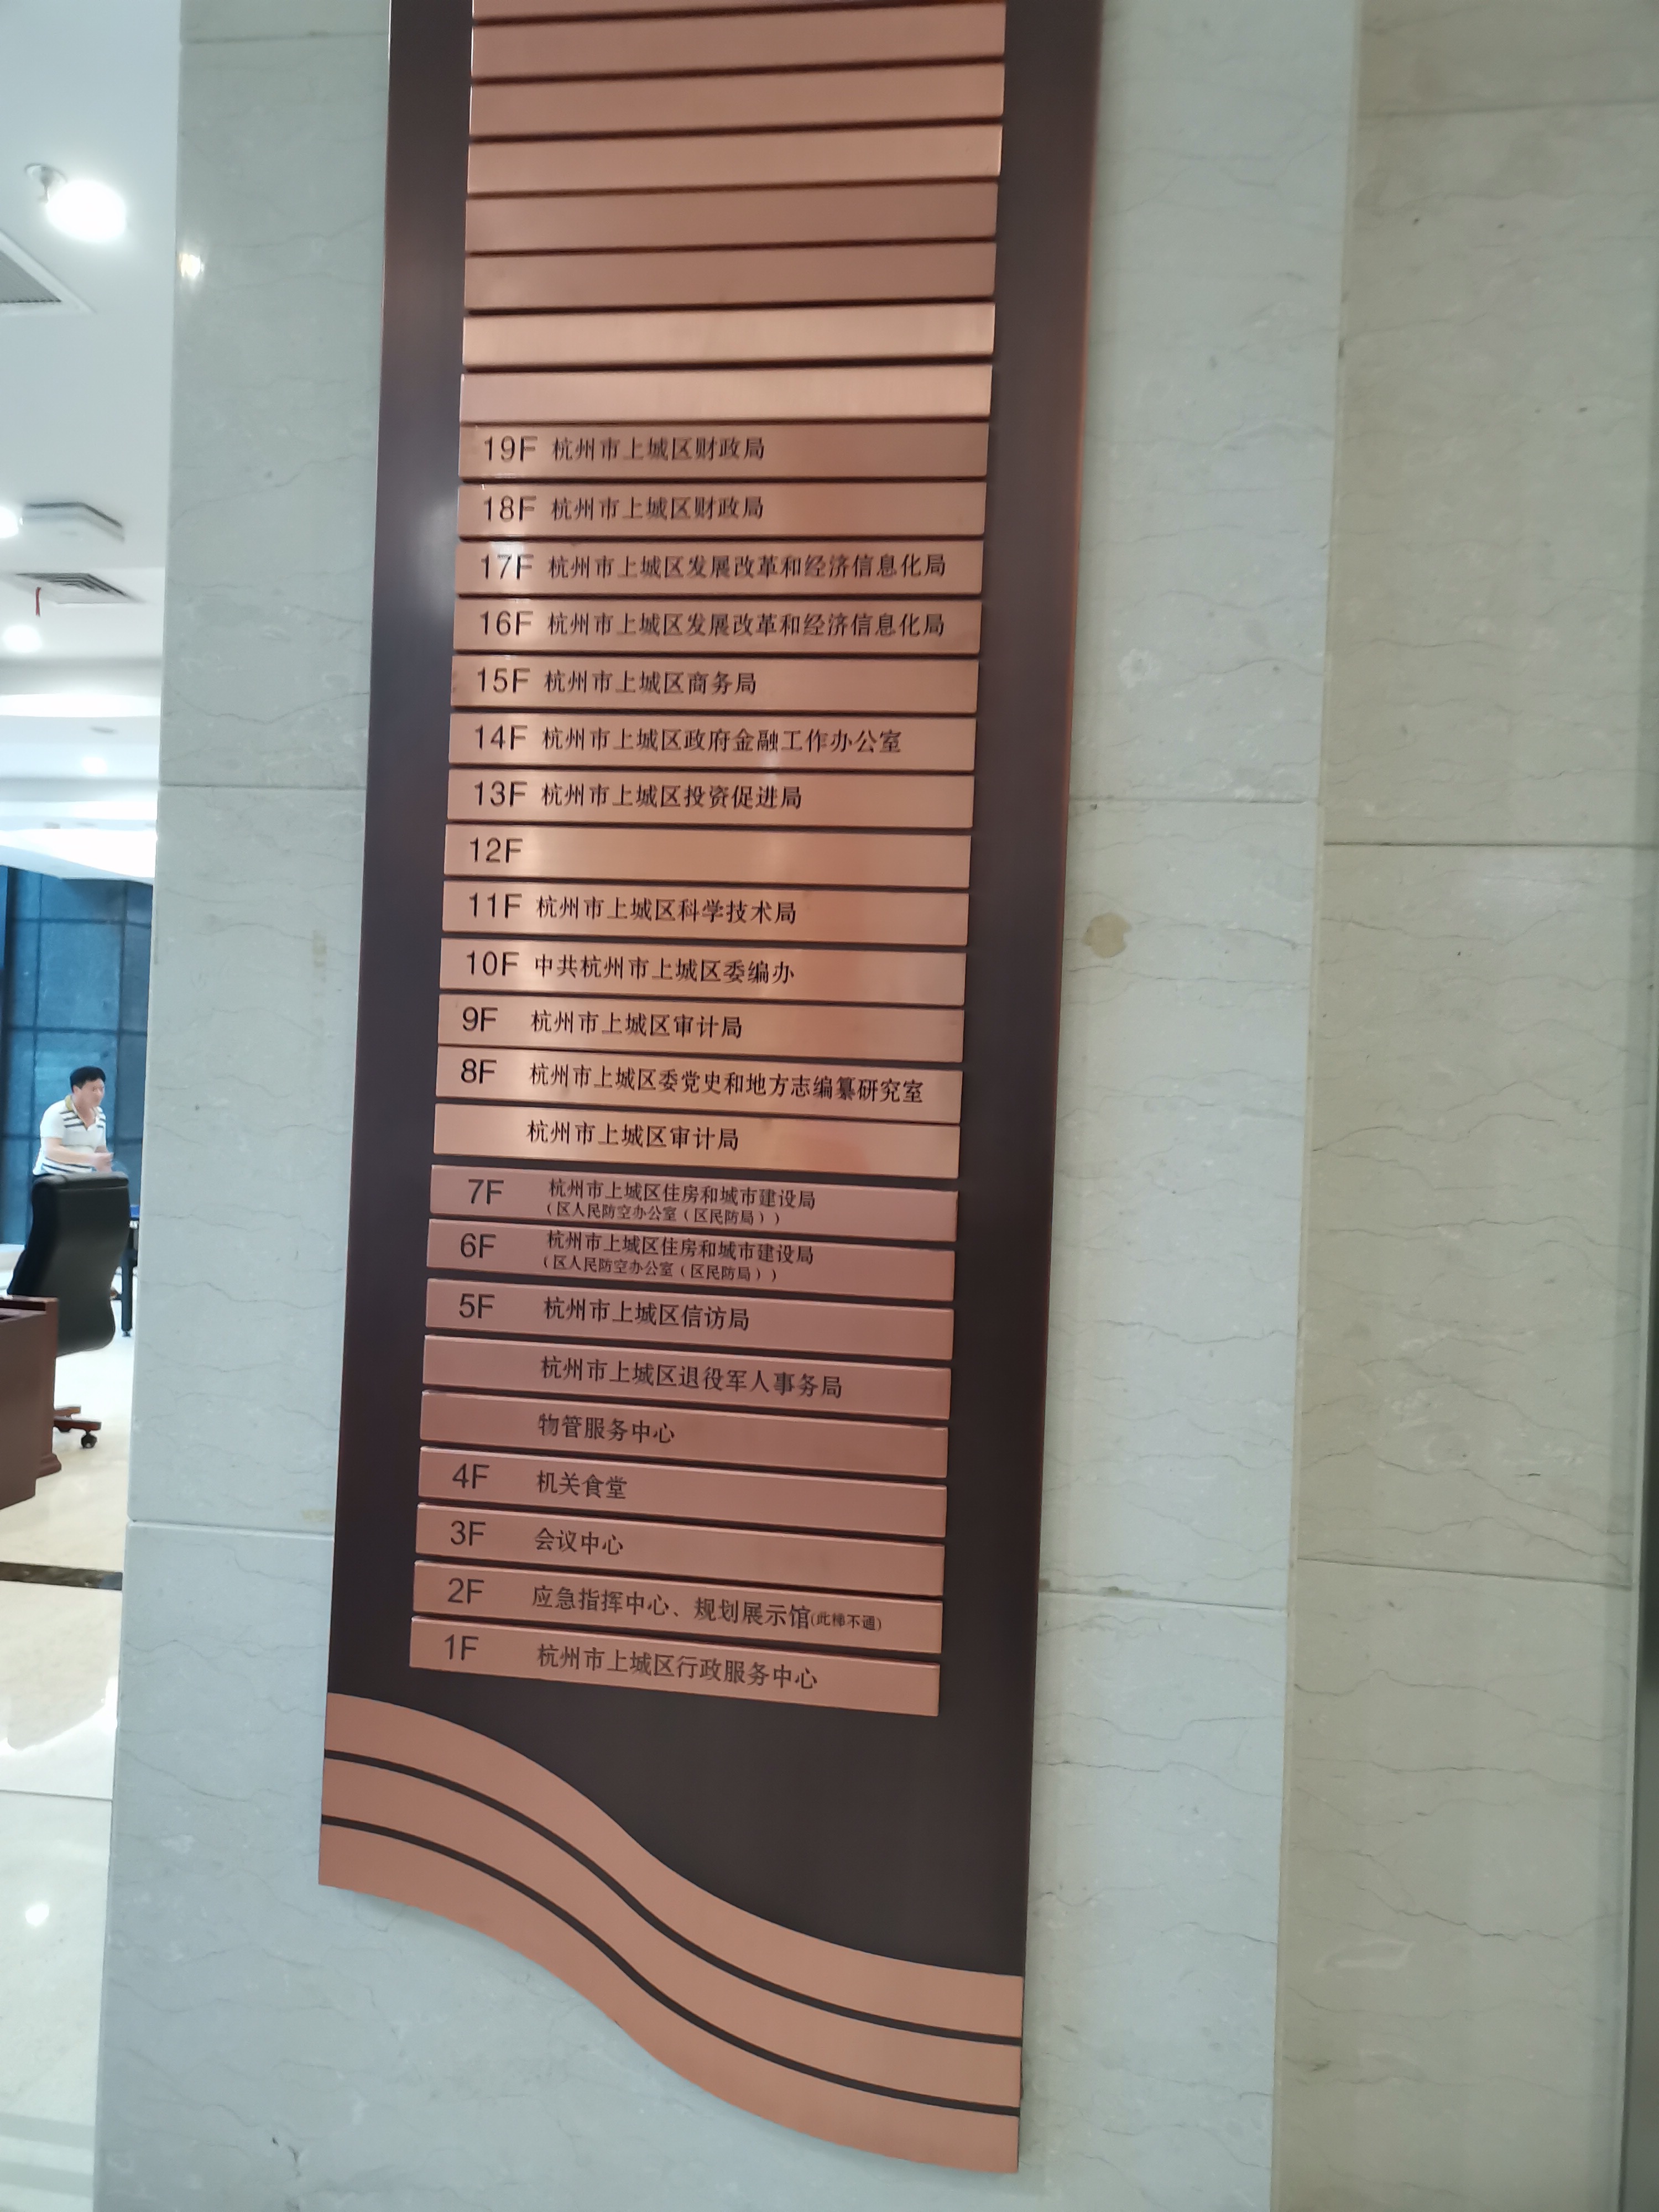 19F 杭州市上城区财政局
18F 杭州市上城区财政局
17F 杭州市上城区发展改革和经济信息化局
16F 杭州市上城区发展改革和经济信息化局
15F 杭州市上城区商务局
14F 杭州市上城区政府金融工作办公室
13F 杭州市上城区投资促进局
12F
11F 杭州市上城区科学技术局
10F 中共杭州市上城区委编办
9F 杭州市上城区审计局
8F 杭州市上城区委党史和地方志编纂研究室
杭州市上城区审计局
7F 杭州市上城区住房和城市建设局
(区人民防空办公室(区民防局))
6F 杭州市上城区住房和城市建设局
(区人民防空办公室(区民防局))
5F 杭州市上城区信访局
杭州市上城区退役军人事务局
物管服务中心
4F 机关食堂
3F 会议中心
2F 应急指挥中心、规划展示馆(此梯不通)
1F 杭州市上城区行政服务中心